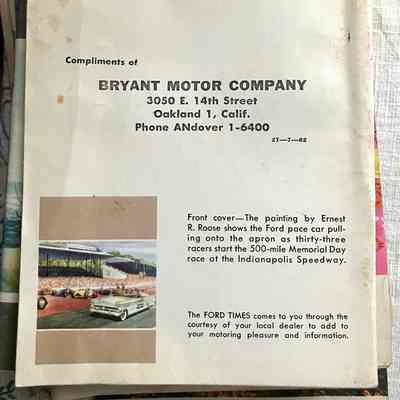 Compliments of
BRYANT MOTOR COMPANY
3050 E. 14th Street
Oakland 1, Calif.
Phone ANdover 1-6400
27—7—R2
Front cover—The painting by Ernest
R. Roose shows the Ford pace car pull-
ing onto the apron as thirty-three
racers start the 500-mile Memorial Day
race at the Indianapolis Speedway.
The FORD TIMES comes to you through the
courtesy of your local dealer to add to
your motoring pleasure and information.